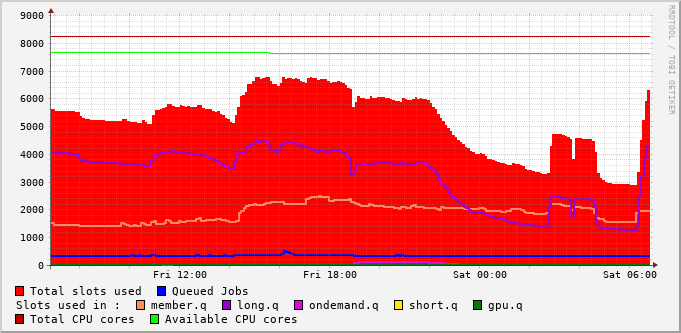 9000
8000
7000
6000
5000
4000
3000
2000
1000
0
Fri 12:00 Fri 18:00 Sat 00:00 Sat 06:00
Total slots used Queued Jobs
Slots used in : member.q long.q ondemand.q short.q gpu.q
Total CPU cores Available CPU cores
RRDTOOL / TOBI OETIKER